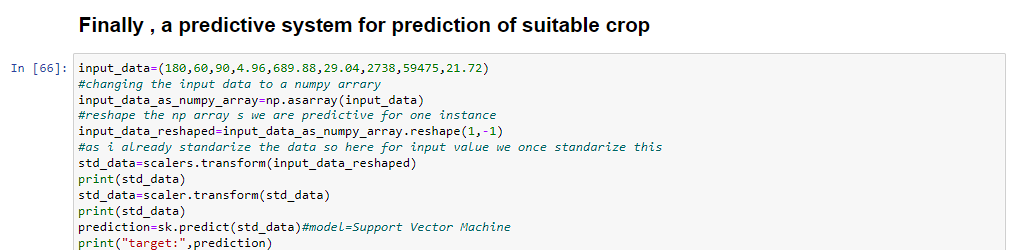 Finally , a predictive system for prediction of suitable crop
In [66]: input_data=(180,60,90,4.96,689.88,29.04,2738,59475,21.72)
#changing the input data to a numpy arrary
input_data_as_numpy_array=np.asarray(input_data)
#reshape the np array s we are predictive for one instance
input_data_reshaped=input_data_as_numpy_array.reshape(1,-1)
#as i already standarize the data so here for input value we once standarize this
std_data=scalers.transform(input_data_reshaped)
print(std_data)
std_data=scaler.transform(std_data)
print(std_data)
prediction=sk.predict(std_data)#model=Support Vector Machine
print("target:",prediction)